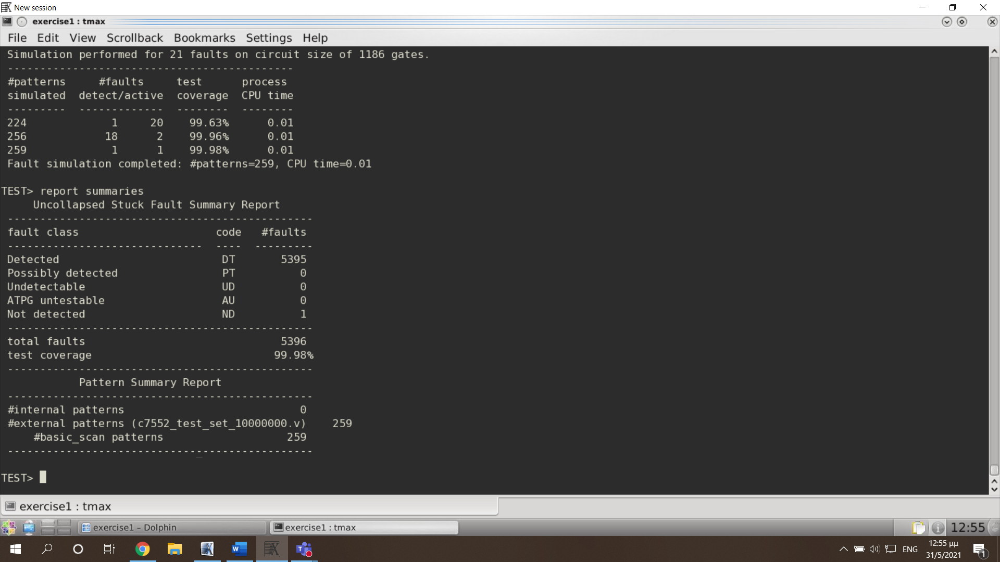 New session
exercise1 : tmax
File Edit View Scrollback Bookmarks Settings Help
Simulation performed for 21 faults on circuit size of 1186 gates.
---------------------------------------------
#patterns #faults test process
simulated detect/active coverage CPU time
--------- ------------- -------- --------
224 1 20 99.63% 0.01
256 18 2 99.96% 0.01
259 1 1 99.98% 0.01
Fault simulation completed: #patterns=259, CPU time=0.01
TEST> report summaries
Uncollapsed Stuck Fault Summary Report
-----------------------------------------------
fault class code #faults
------------------------------ ---- ---------
Detected DT 5395
Possibly detected PT 0
Undetectable UD 0
ATPG untestable AU 0
Not detected ND 1
-----------------------------------------------
total faults 5396
test coverage 99.98%
-----------------------------------------------
Pattern Summary Report
-----------------------------------------------
#internal patterns 0
#external patterns (c7552_test_set_10000000.v) 259
#basic_scan patterns 259
-----------------------------------------------
TEST>
exercise1 : tmax
exercise1 – Dolphin
exercise1 : tmax
12:55
ENG
12:55 μμ
31/5/2021
1